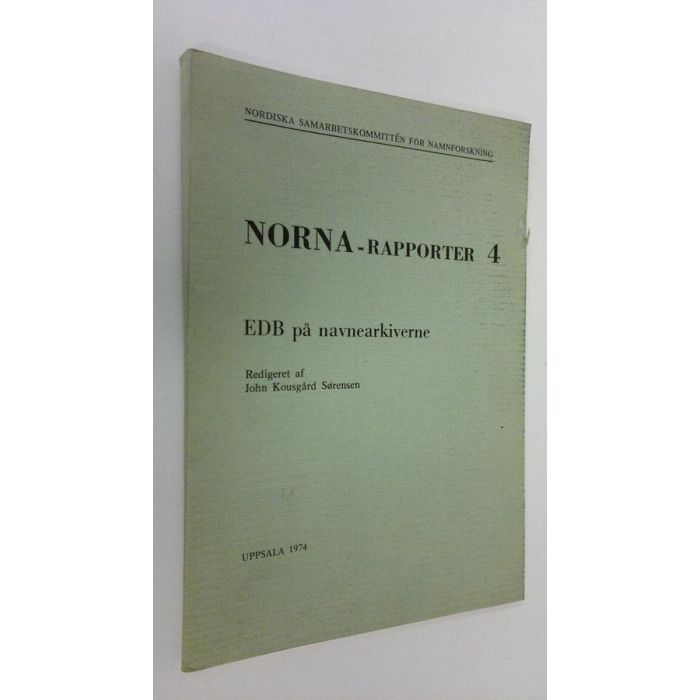 NORDISKA SAMARBETSKOMMITTÉN FÖR NAMNFORSKNING
NORNA-RAPPORTER 4
EDB på navnearkiverne
Redigeret af
John Kousgård Sørensen
UPPSALA 1974